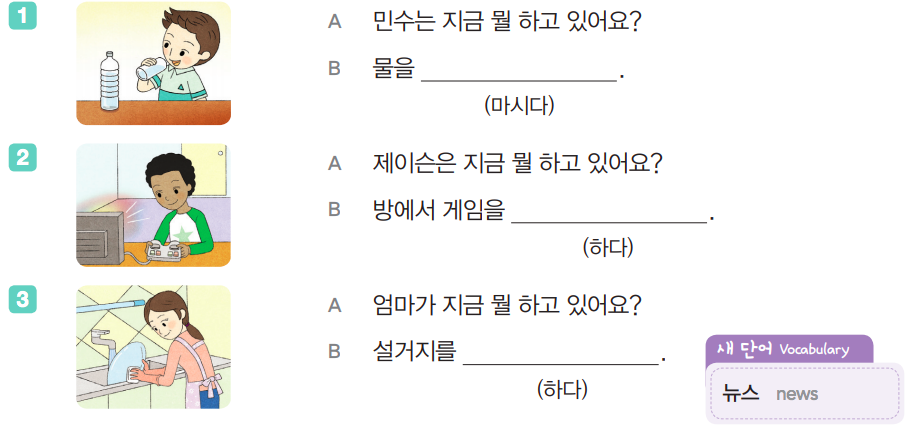 1
A 민수는 지금 뭘 하고 있어요?
B 물을 ____________.
(마시다)
2
A 제이슨은 지금 뭘 하고 있어요?
B 방에서 게임을 ____________.
(하다)
3
A 엄마가 지금 뭘 하고 있어요?
B 설거지를 ____________.
(하다)
새 단어 Vocabulary
뉴스 news